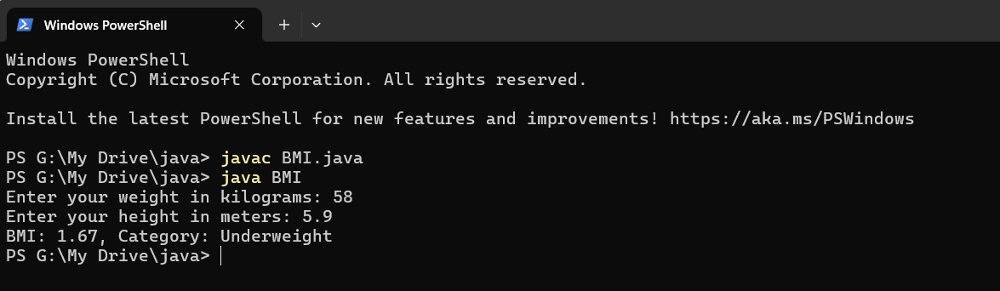 Windows PowerShell
Windows PowerShell
Copyright (C) Microsoft Corporation. All rights reserved.
Install the latest PowerShell for new features and improvements! https://aka.ms/PSWindows
PS G:\My Drive\java> javac BMI.java
PS G:\My Drive\java> java BMI
Enter your weight in kilograms: 58
Enter your height in meters: 5.9
BMI: 1.67, Category: Underweight
PS G:\My Drive\java>